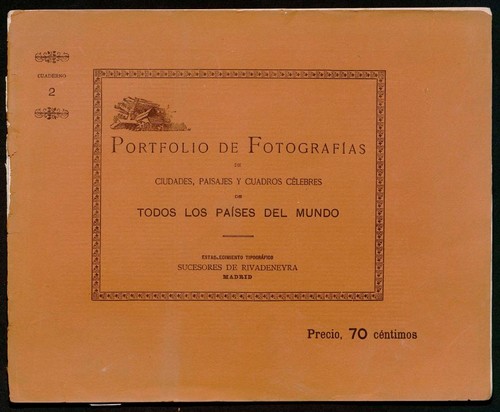 CUADERNO
2
PORTFOLIO DE FOTOGRAFÍAS
DE
CIUDADES, PAISAJES Y CUADROS CÉLEBRES
DE
TODOS LOS PAÍSES DEL MUNDO
ESTABLECIMIENTO TIPOGRÁFICO
SUCESORES DE RIVADENEYRA
MADRID
Precio, 70 céntimos